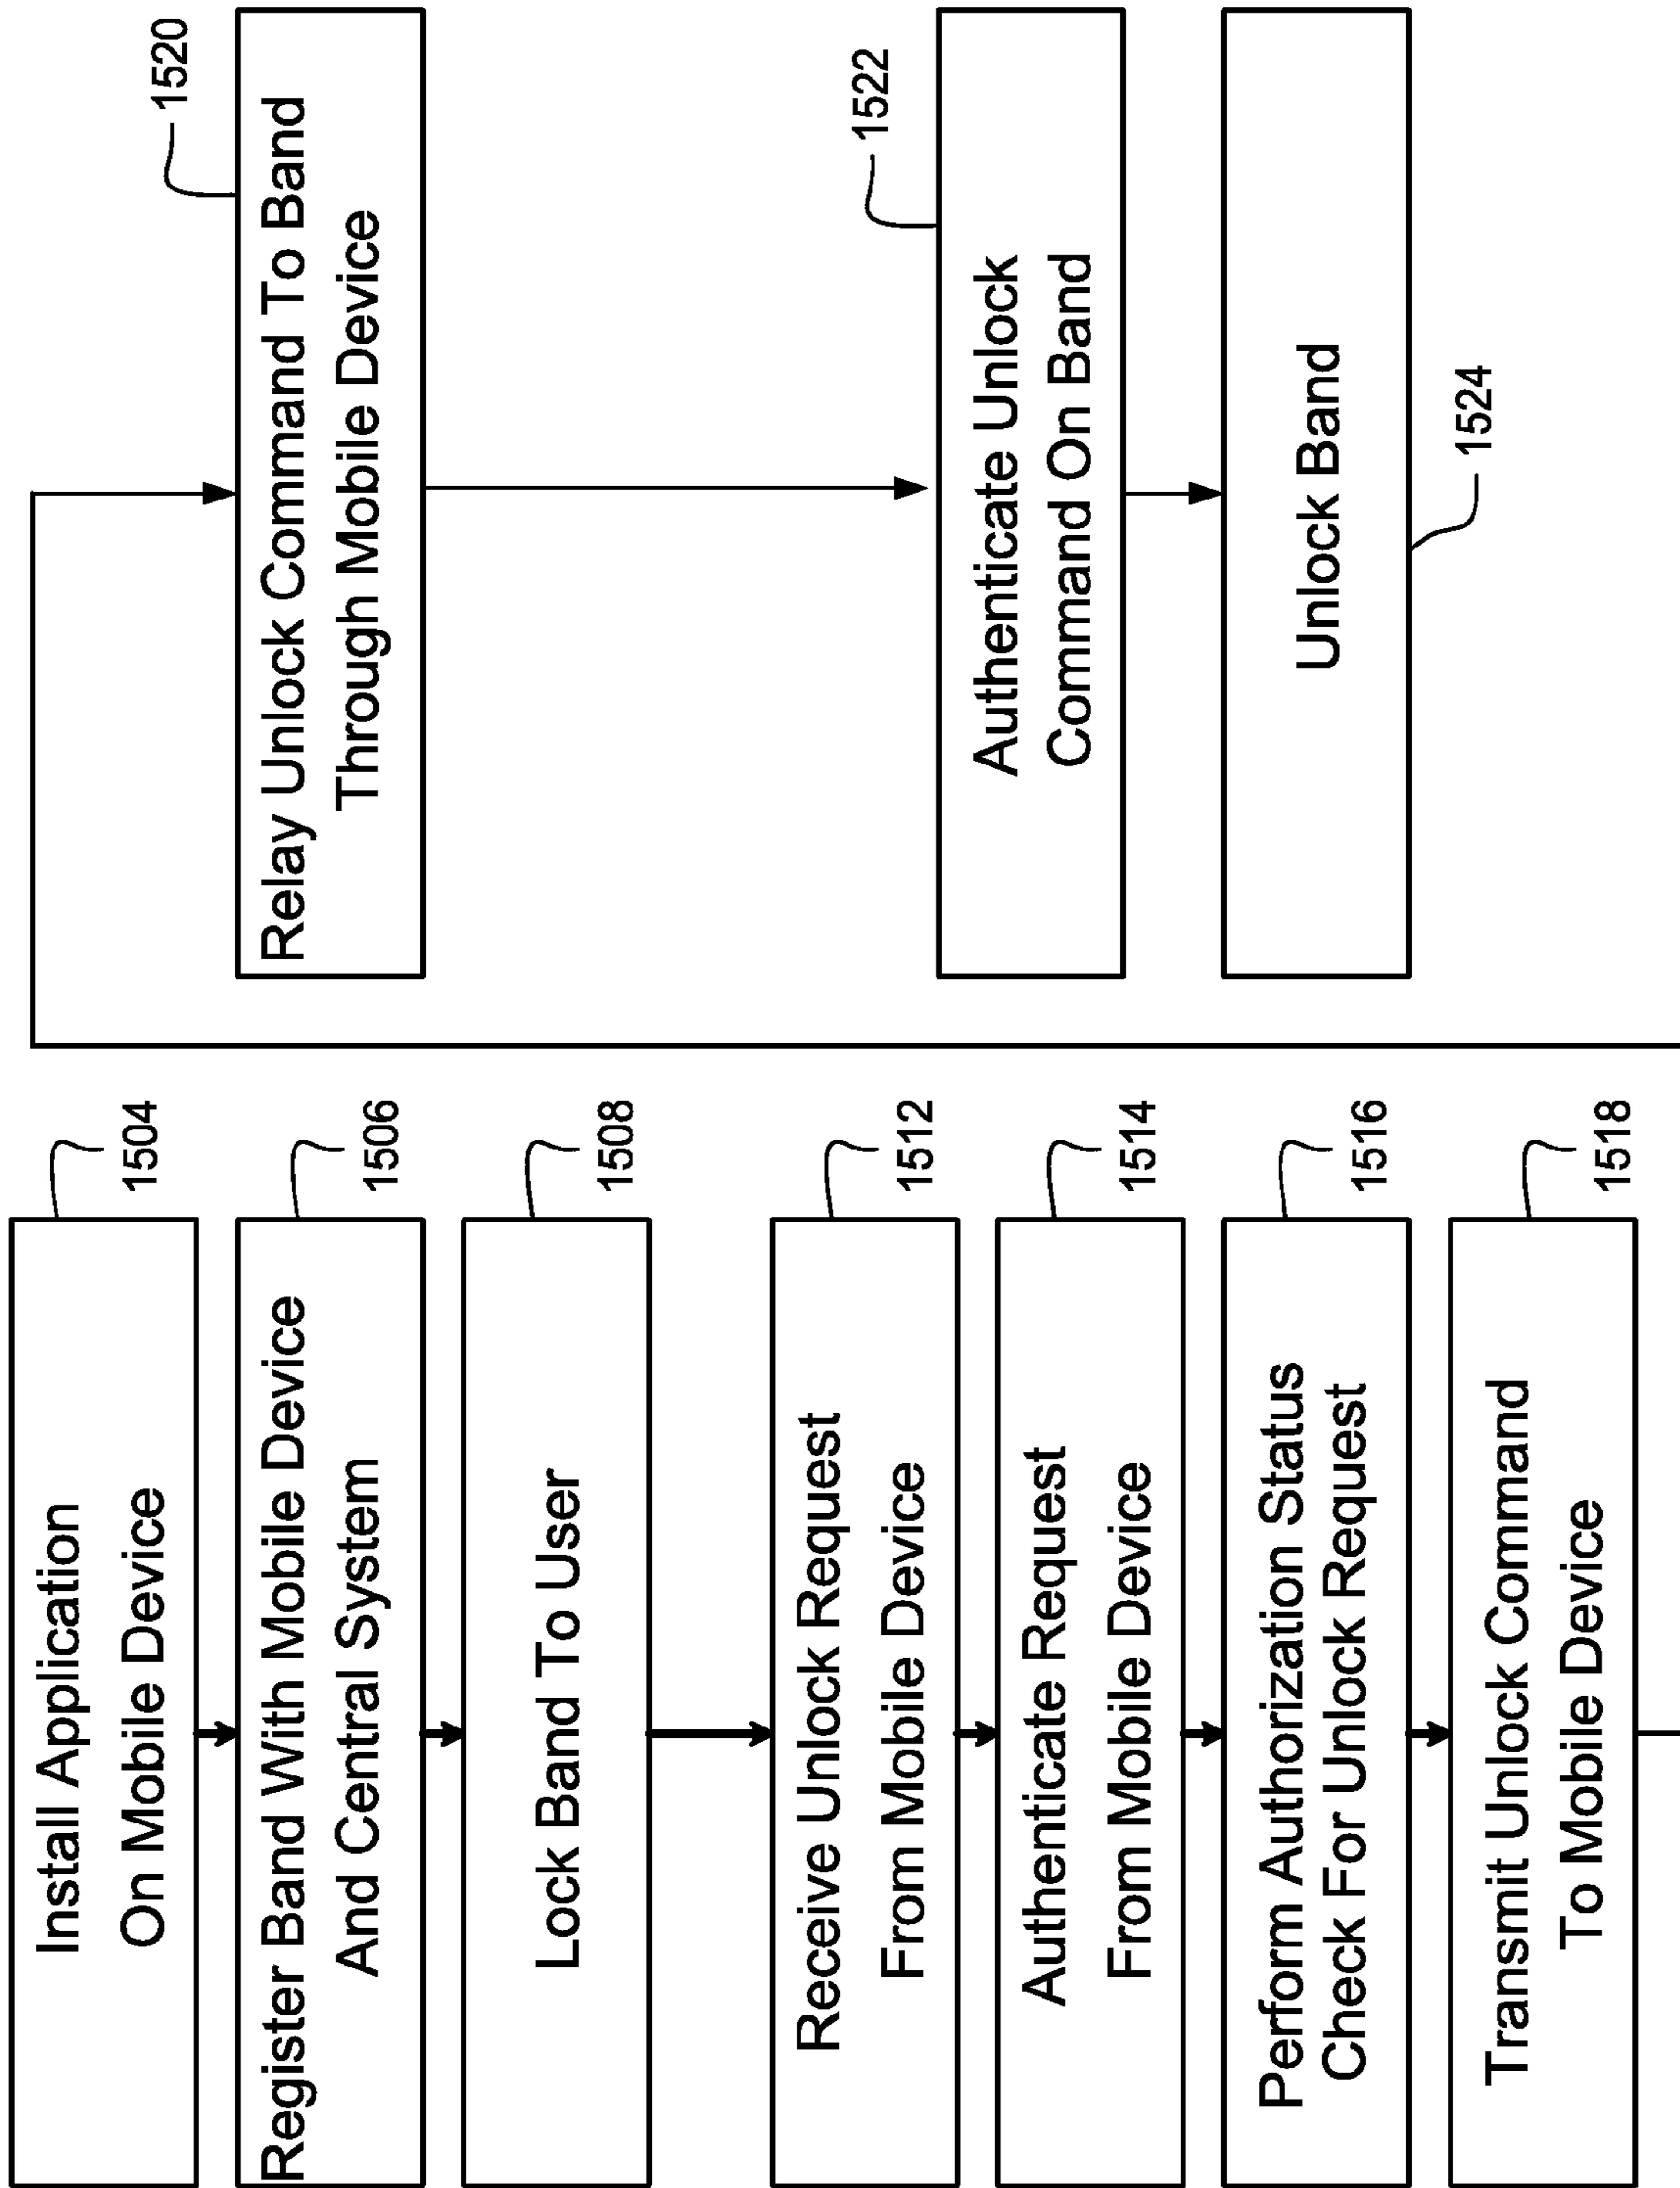 Install Application
On Mobile Device
1504
Register Band With Mobile Device
And Central System
1506
Lock Band To User
1508
Receive Unlock Request
From Mobile Device
1512
Authenticate Request
From Mobile Device
1514
Perform Authorization Status
Check For Unlock Request
1516
Transmit Unlock Command
To Mobile Device
1518
Relay Unlock Command To Band
Through Mobile Device
1520
Authenticate Unlock
Command On Band
1522
Unlock Band
1524